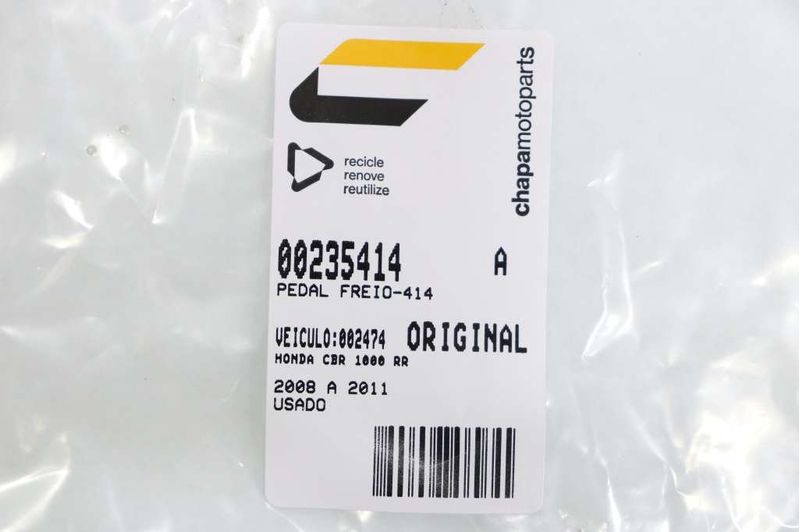 chapamotoparts
recicle
renove
reutilize
00235414 A
PEDAL FREIO-414
VEICULO:002474 ORIGINAL
HONDA CBR 1000 RR
2008 A 2011
USADO